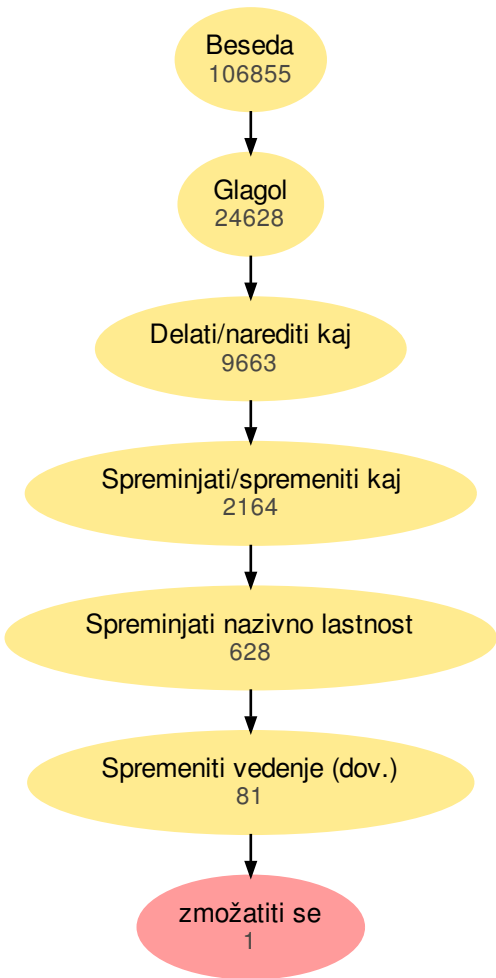 Beseda
106855
Glagol
24628
Delati/narediti kaj
9663
Spreminjati/spremeniti kaj
2164
Spreminjati nazivno lastnost
628
Spremeniti vedenje (dov.)
81
zmožatiti se
1